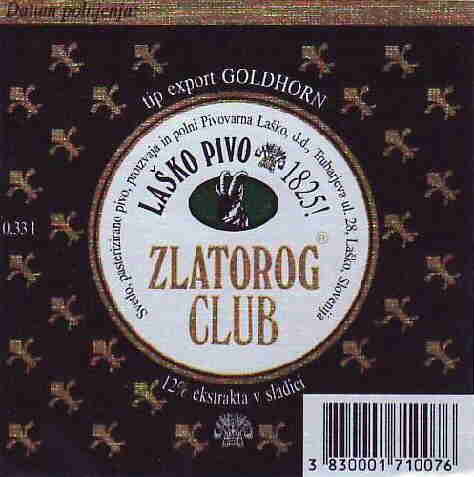 Datum polnjenja
tip export GOLDHORN
Svetlo, pasterizirano pivo, proizvaja in polni Pivovarna Laško, d.d., Trubarjeva ul. 28, Laško, Slovenija
LAŠKO PIVO 1825!
0.33 l
ZLATOROG®
CLUB
12% ekstrakta v sladici
3 830001 710076